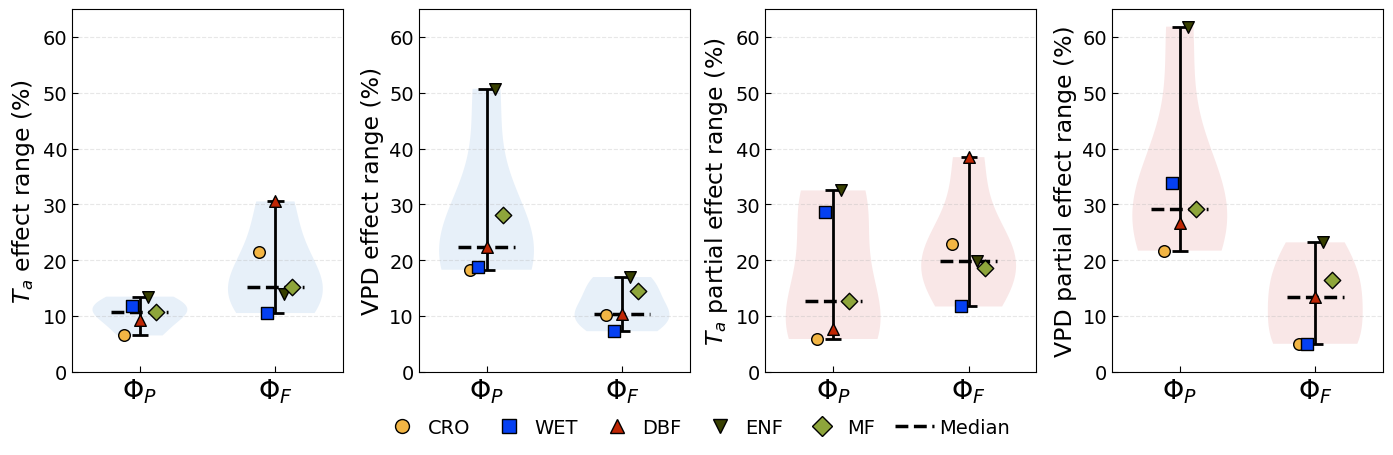 T_a effect range (%)
60
50
40
30
20
10
0
Φ_P
Φ_F
VPD effect range (%)
60
50
40
30
20
10
0
Φ_P
Φ_F
T_a partial effect range (%)
60
50
40
30
20
10
0
Φ_P
Φ_F
VPD partial effect range (%)
60
50
40
30
20
10
0
Φ_P
Φ_F
CRO WET DBF ENF MF Median